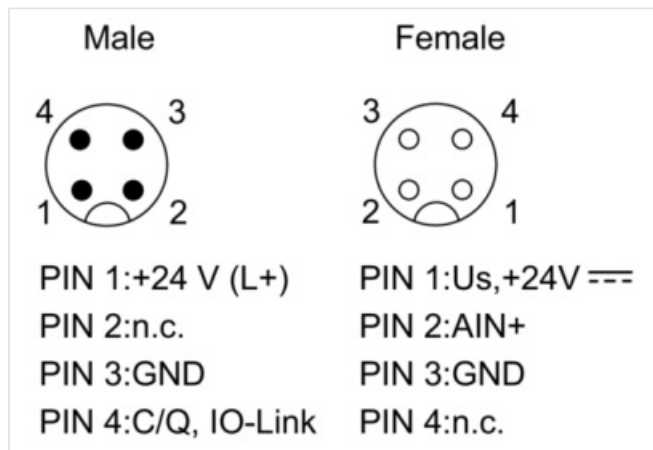 Male Female
4 3 3 4
1 2 2 1
PIN 1:+24 V (L+) PIN 1:Us,+24V ⎓
PIN 2:n.c. PIN 2:AIN+
PIN 3:GND PIN 3:GND
PIN 4:C/Q, IO-Link PIN 4:n.c.